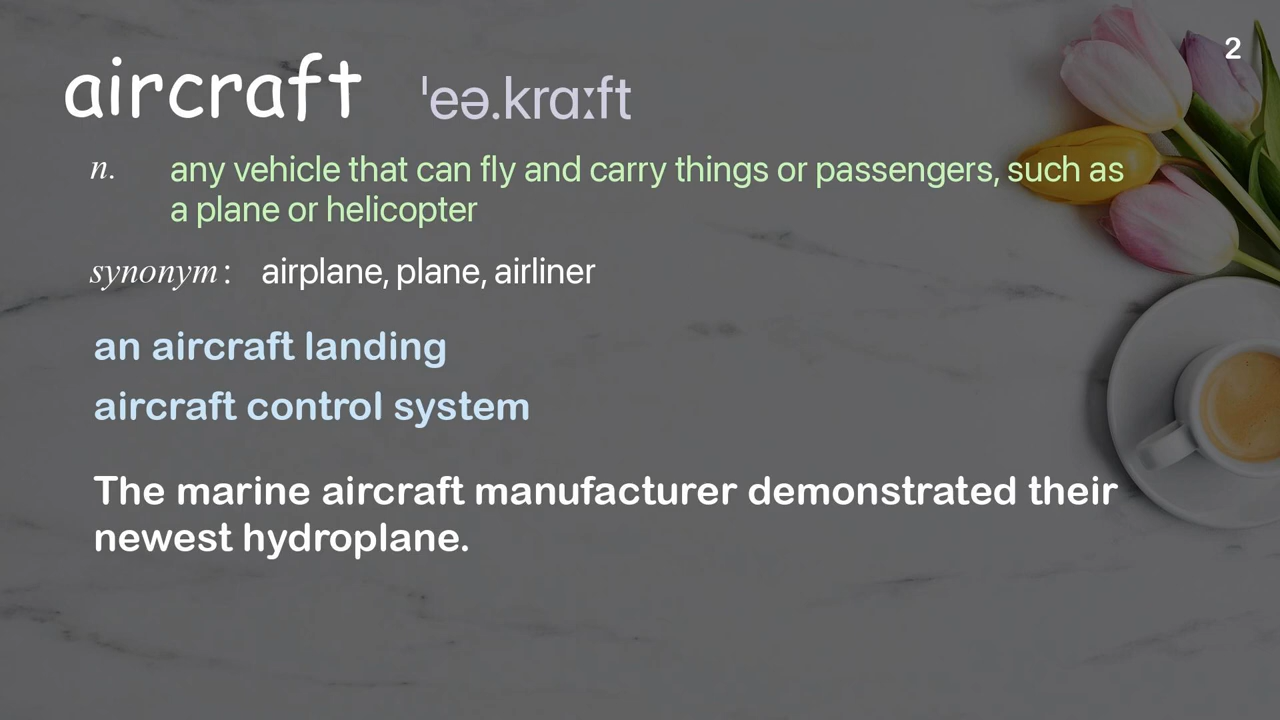 2
aircraft ˈeə.krɑːft
n. any vehicle that can fly and carry things or passengers, such as
a plane or helicopter
synonym: airplane, plane, airliner
an aircraft landing
aircraft control system
The marine aircraft manufacturer demonstrated their
newest hydroplane.